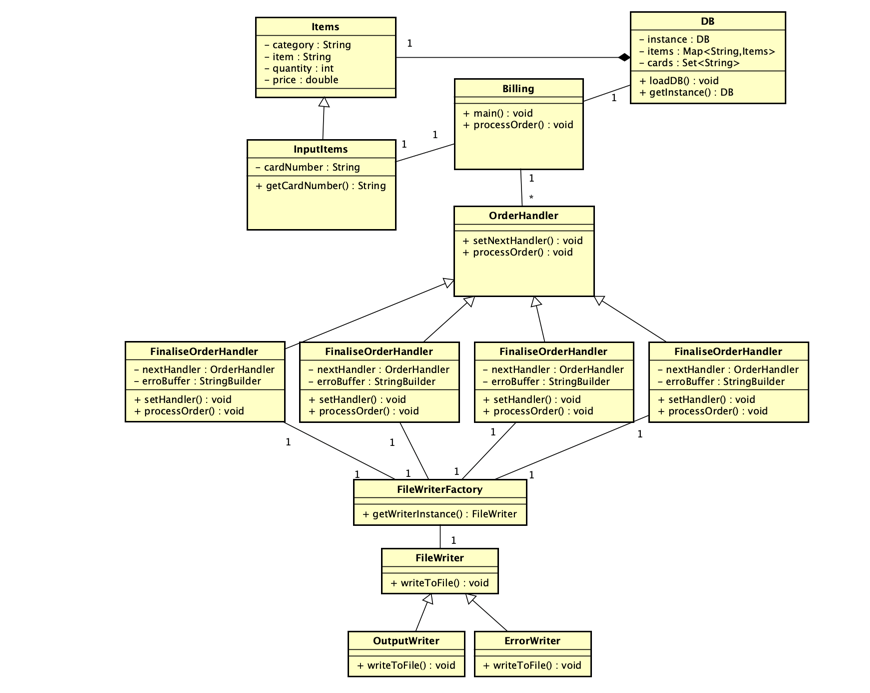 Items
- category : String
- item : String
- quantity : int
- price : double
1
DB
- instance : DB
- items : Map<String,Items>
- cards : Set<String>
+ loadDB() : void
+ getInstance() : DB
1
Billing
+ main() : void
+ processOrder() : void
1
1
InputItems
- cardNumber : String
+ getCardNumber() : String
1
*
OrderHandler
+ setNextHandler() : void
+ processOrder() : void
FinaliseOrderHandler
- nextHandler : OrderHandler
- erroBuffer : StringBuilder
+ setHandler() : void
+ processOrder() : void
FinaliseOrderHandler
- nextHandler : OrderHandler
- erroBuffer : StringBuilder
+ setHandler() : void
+ processOrder() : void
FinaliseOrderHandler
- nextHandler : OrderHandler
- erroBuffer : StringBuilder
+ setHandler() : void
+ processOrder() : void
FinaliseOrderHandler
- nextHandler : OrderHandler
- erroBuffer : StringBuilder
+ setHandler() : void
+ processOrder() : void
1
1
1
1
1
1
1
1
FileWriterFactory
+ getWriterInstance() : FileWriter
1
FileWriter
+ writeToFile() : void
OutputWriter
+ writeToFile() : void
ErrorWriter
+ writeToFile() : void